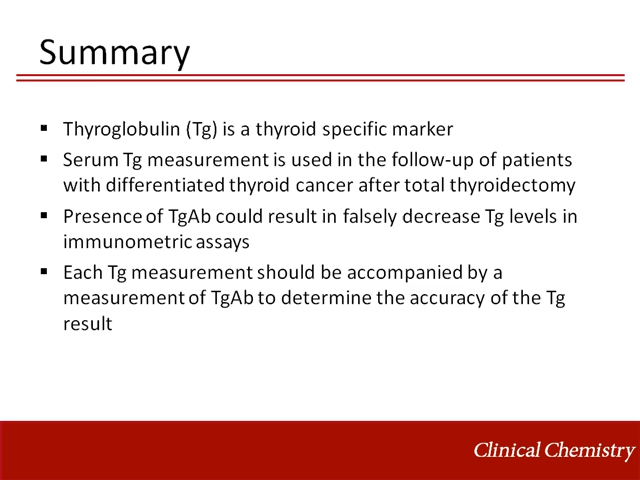 Summary
▪ Thyroglobulin (Tg) is a thyroid specific marker
▪ Serum Tg measurement is used in the follow-up of patients
with differentiated thyroid cancer after total thyroidectomy
▪ Presence of TgAb could result in falsely decrease Tg levels in
immunometric assays
▪ Each Tg measurement should be accompanied by a
measurement of TgAb to determine the accuracy of the Tg
result
Clinical Chemistry